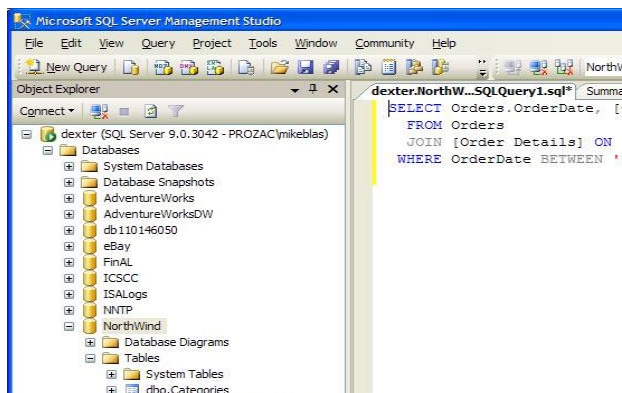 Microsoft SQL Server Management Studio
File Edit View Query Project Tools Window Community Help
New Query
Object Explorer
Connect
dexter (SQL Server 9.0.3042 - PROZAC\mikeblas)
Databases
System Databases
Database Snapshots
AdventureWorks
AdventureWorksDW
db110146050
eBay
FinAL
ICSCC
ISALogs
NNTP
NorthWind
Database Diagrams
Tables
System Tables
dbo.Categories
dexter.NorthW...SQLQuery1.sql*
SELECT Orders.OrderDate, [
FROM Orders
JOIN [Order Details] ON
WHERE OrderDate BETWEEN '